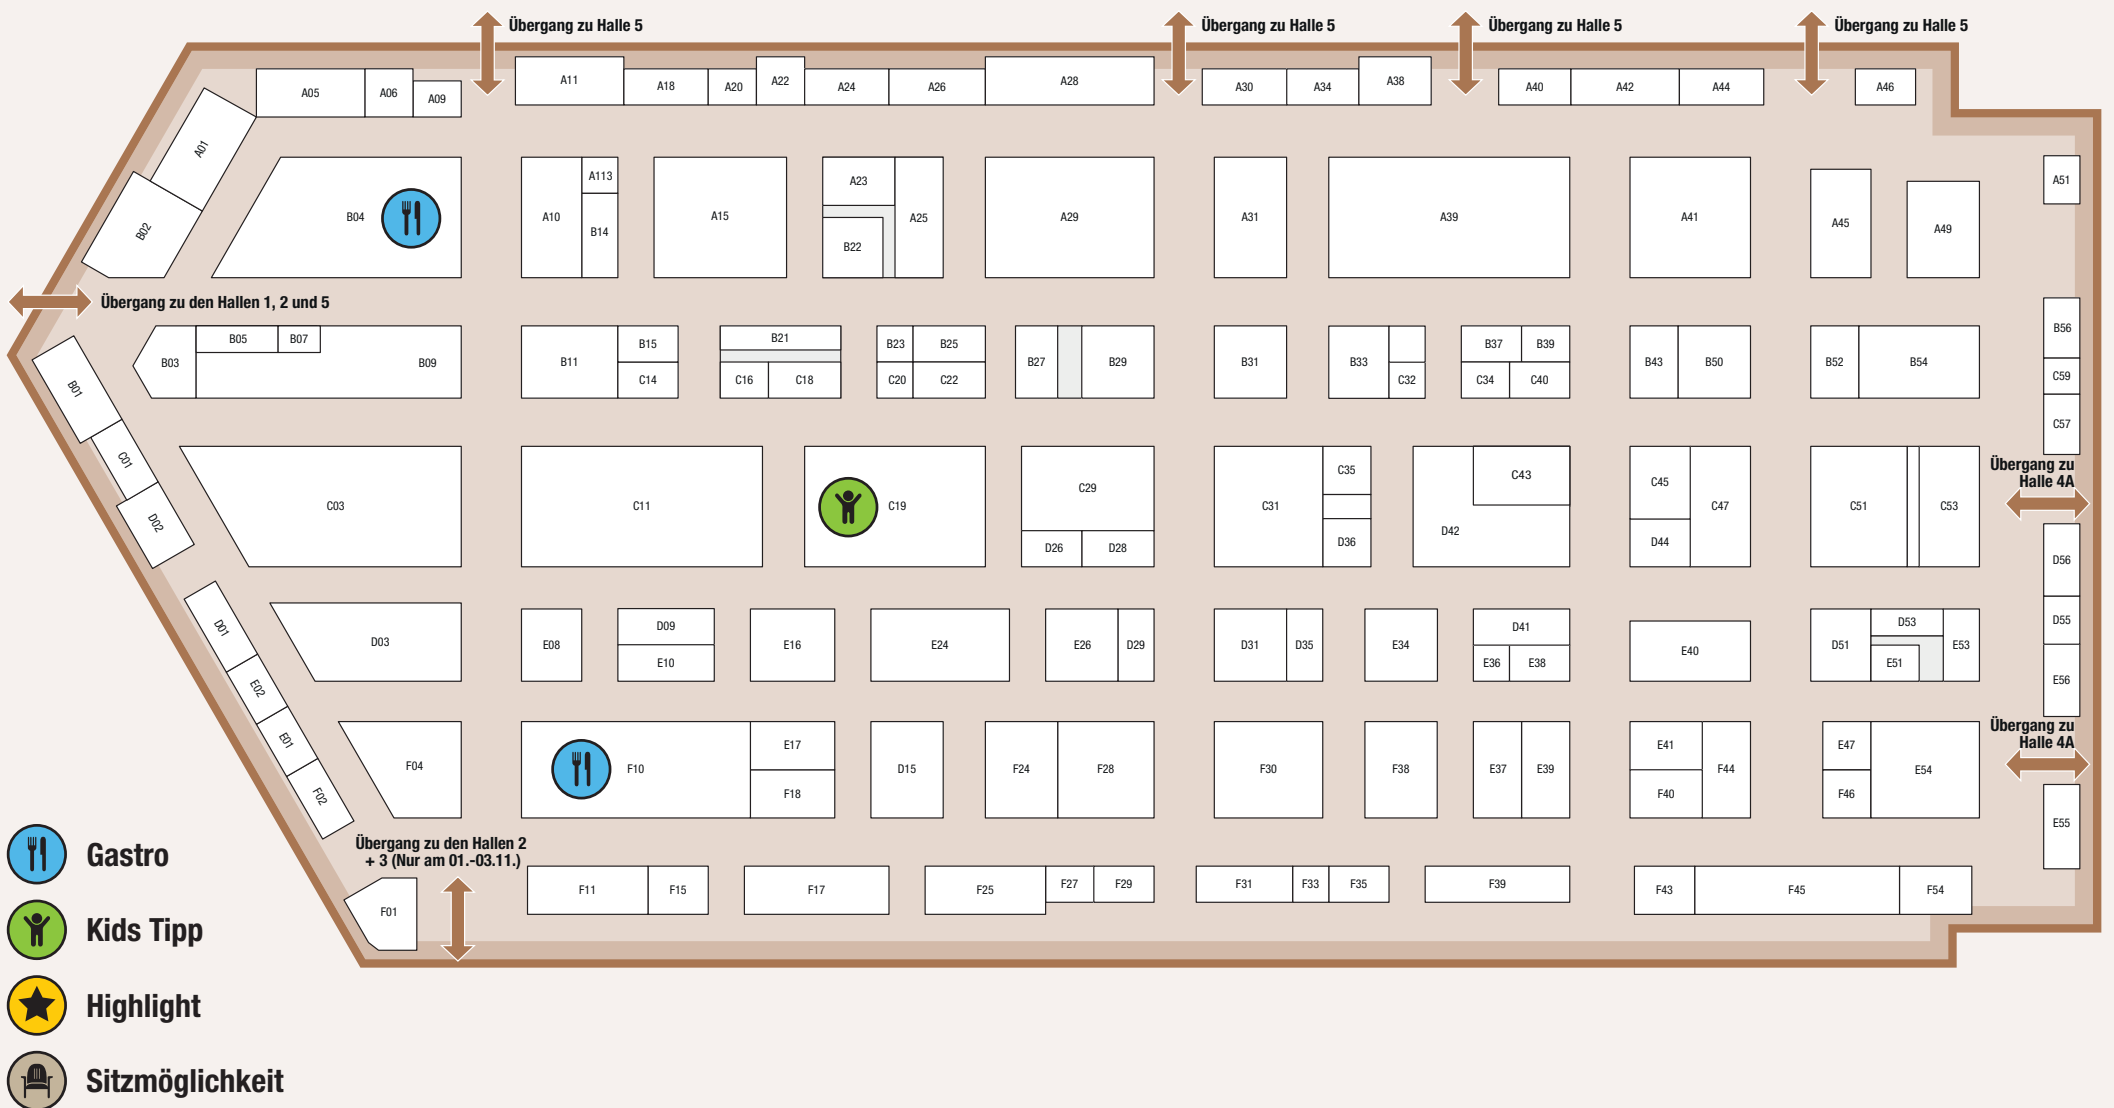 Übergang zu Halle 5
Übergang zu Halle 5
Übergang zu Halle 5
Übergang zu Halle 5
A05
A06
A09
A11
A18
A20
A22
A24
A26
A28
A30
A34
A38
A40
A42
A44
A46
A01
B02
B04
A10
A113
B14
A15
A23
B22
A25
A29
A31
A39
A41
A45
A49
A51
Übergang zu den Hallen 1, 2 und 5
B03
B05
B07
B09
B11
B15
C14
B21
C16
C18
B23
B25
C20
C22
B27
B29
B31
B33
C32
B37
B39
C34
C40
B43
B50
B52
B54
B56
C59
C57
B01
C01
D02
C03
C11
C19
C29
D26
D28
C31
C35
D36
C43
D42
C45
D44
C47
C51
C53
Übergang zu
Halle 4A
D56
D55
E56
D01
E02
E01
F02
D03
E08
D09
E10
E16
E24
E26
D29
D31
D35
E34
D41
E36
E38
E40
D51
D53
E51
E53
F04
F10
E17
F18
D15
F24
F28
F30
F38
E37
E39
E41
F40
F44
E47
F46
E54
Übergang zu
Halle 4A
E55
Übergang zu den Hallen 2
+ 3 (Nur am 01.-03.11.)
F01
F11
F15
F17
F25
F27
F29
F31
F33
F35
F39
F43
F45
F54
Gastro
Kids Tipp
Highlight
Sitzmöglichkeit